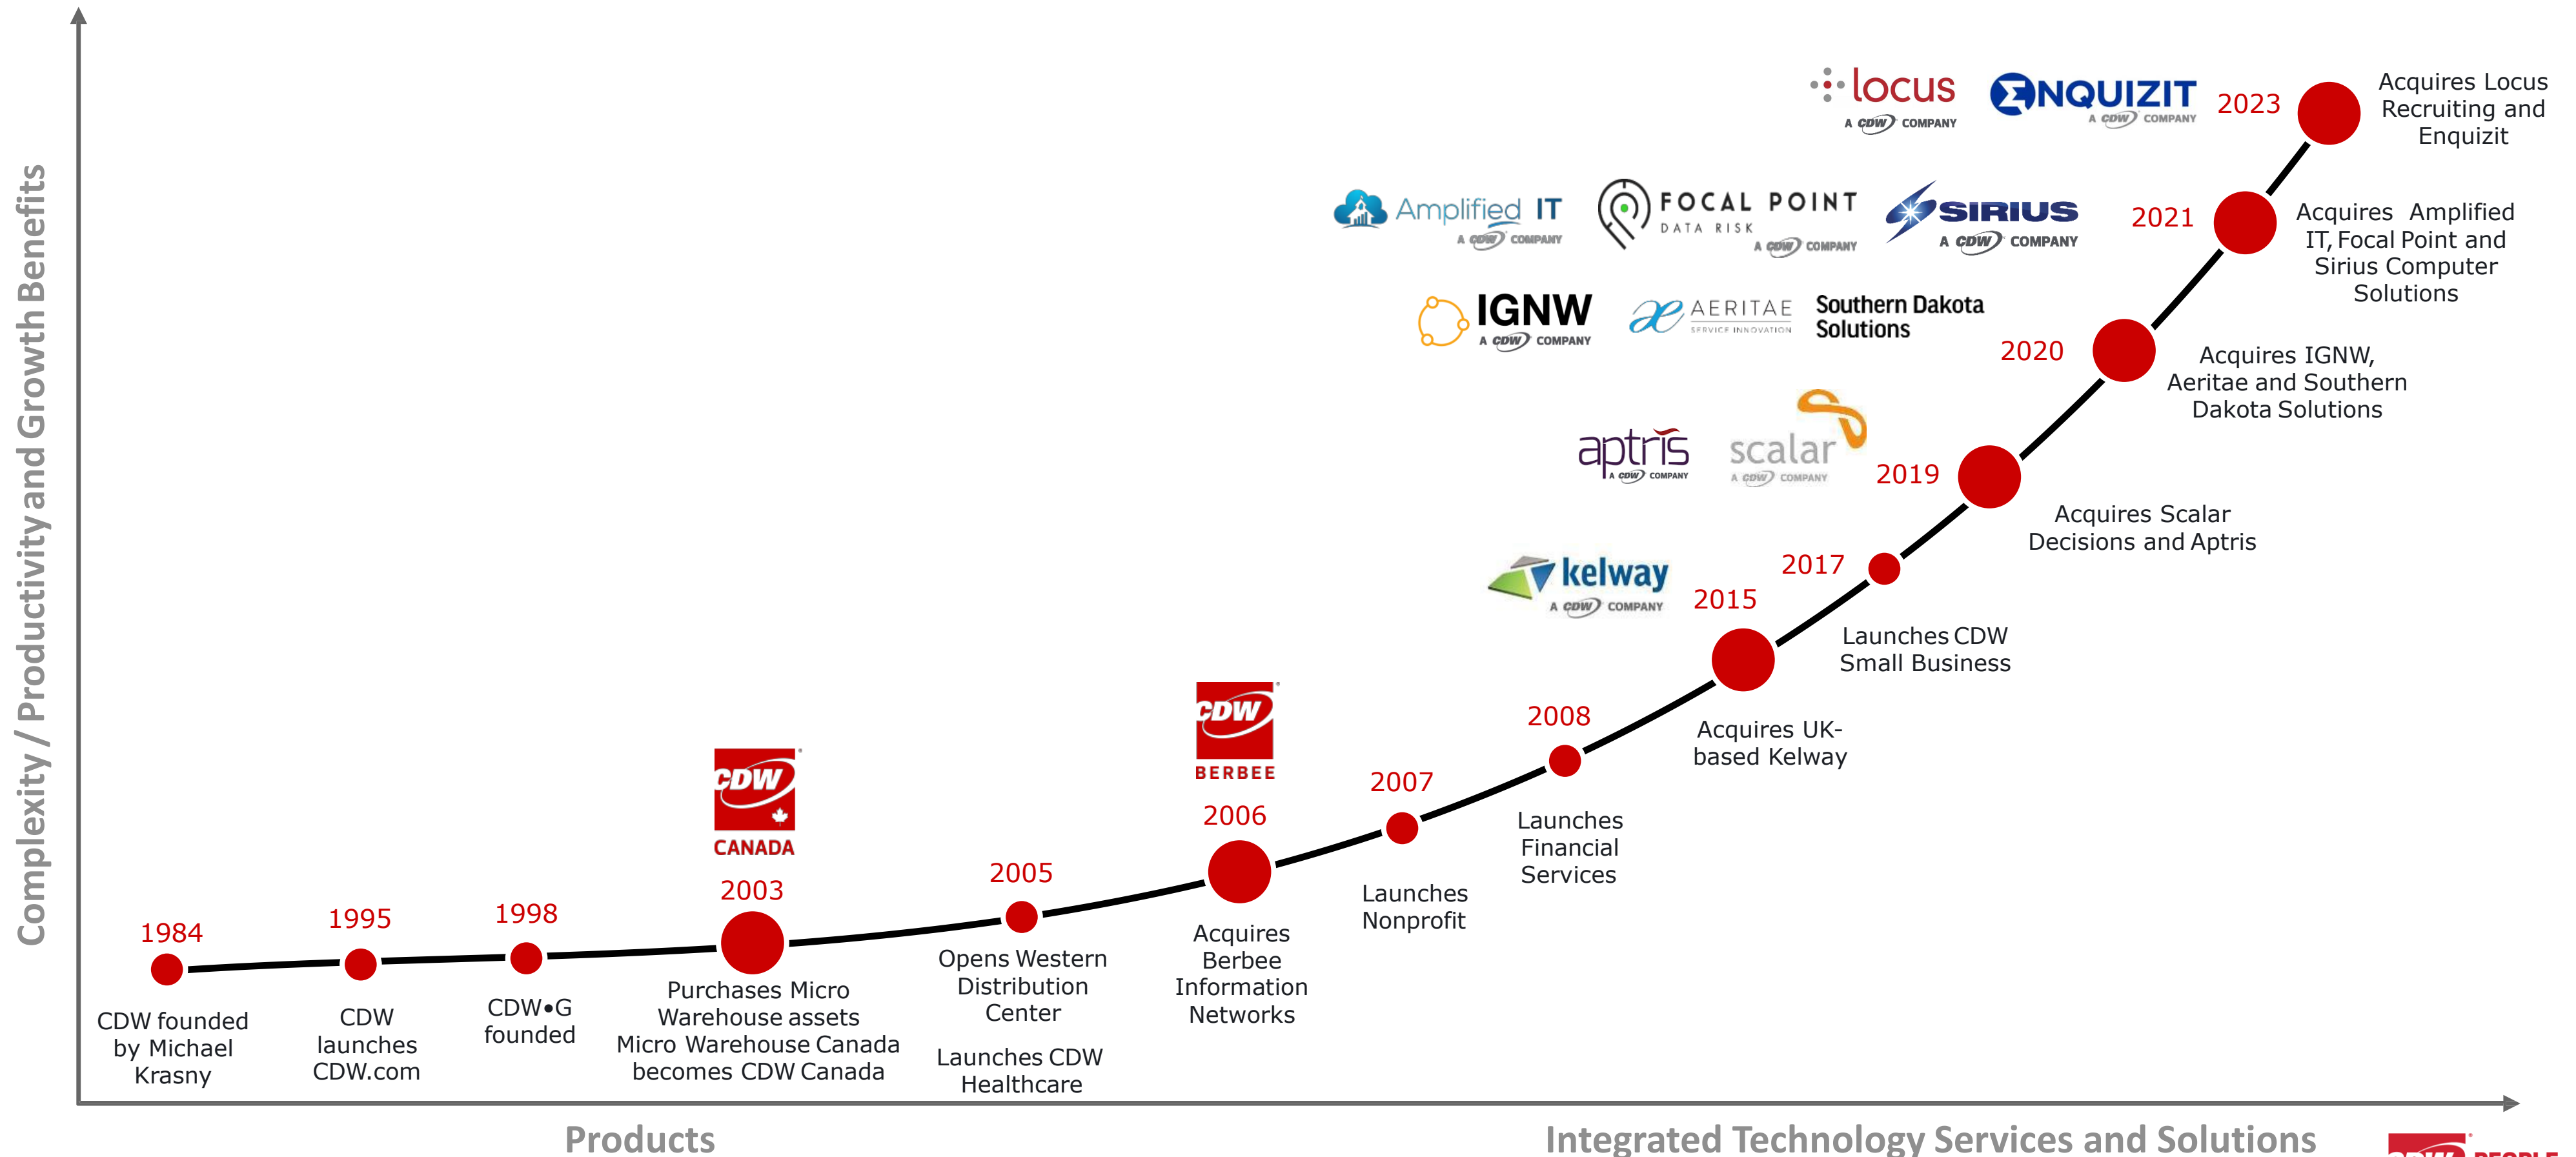 Complexity / Productivity and Growth Benefits
locus
A CDW COMPANY
ENQUIZIT
A CDW COMPANY
2023
Acquires Locus
Recruiting and
Enquizit
Amplified IT
A CDW COMPANY
FOCAL POINT
DATA RISK
A CDW COMPANY
SIRIUS
A CDW COMPANY
2021
Acquires Amplified
IT, Focal Point and
Sirius Computer
Solutions
IGNW
A CDW COMPANY
AERITAE
SERVICE INNOVATION
Southern Dakota
Solutions
2020
Acquires IGNW,
Aeritae and Southern
Dakota Solutions
aptris
A CDW COMPANY
scalar
A CDW COMPANY
2019
Acquires Scalar
Decisions and Aptris
kelway
A CDW COMPANY
2015
Acquires UK-
based Kelway
2017
Launches CDW
Small Business
CDW®
BERBEE
2006
Acquires
Berbee
Information
Networks
2007
Launches
Nonprofit
2008
Launches
Financial
Services
CDW®
CANADA
2003
Purchases Micro
Warehouse assets
Micro Warehouse Canada
becomes CDW Canada
2005
Opens Western
Distribution
Center
Launches CDW
Healthcare
1984
CDW founded
by Michael
Krasny
1995
CDW
launches
CDW.com
1998
CDW•G
founded
Products
Integrated Technology Services and Solutions